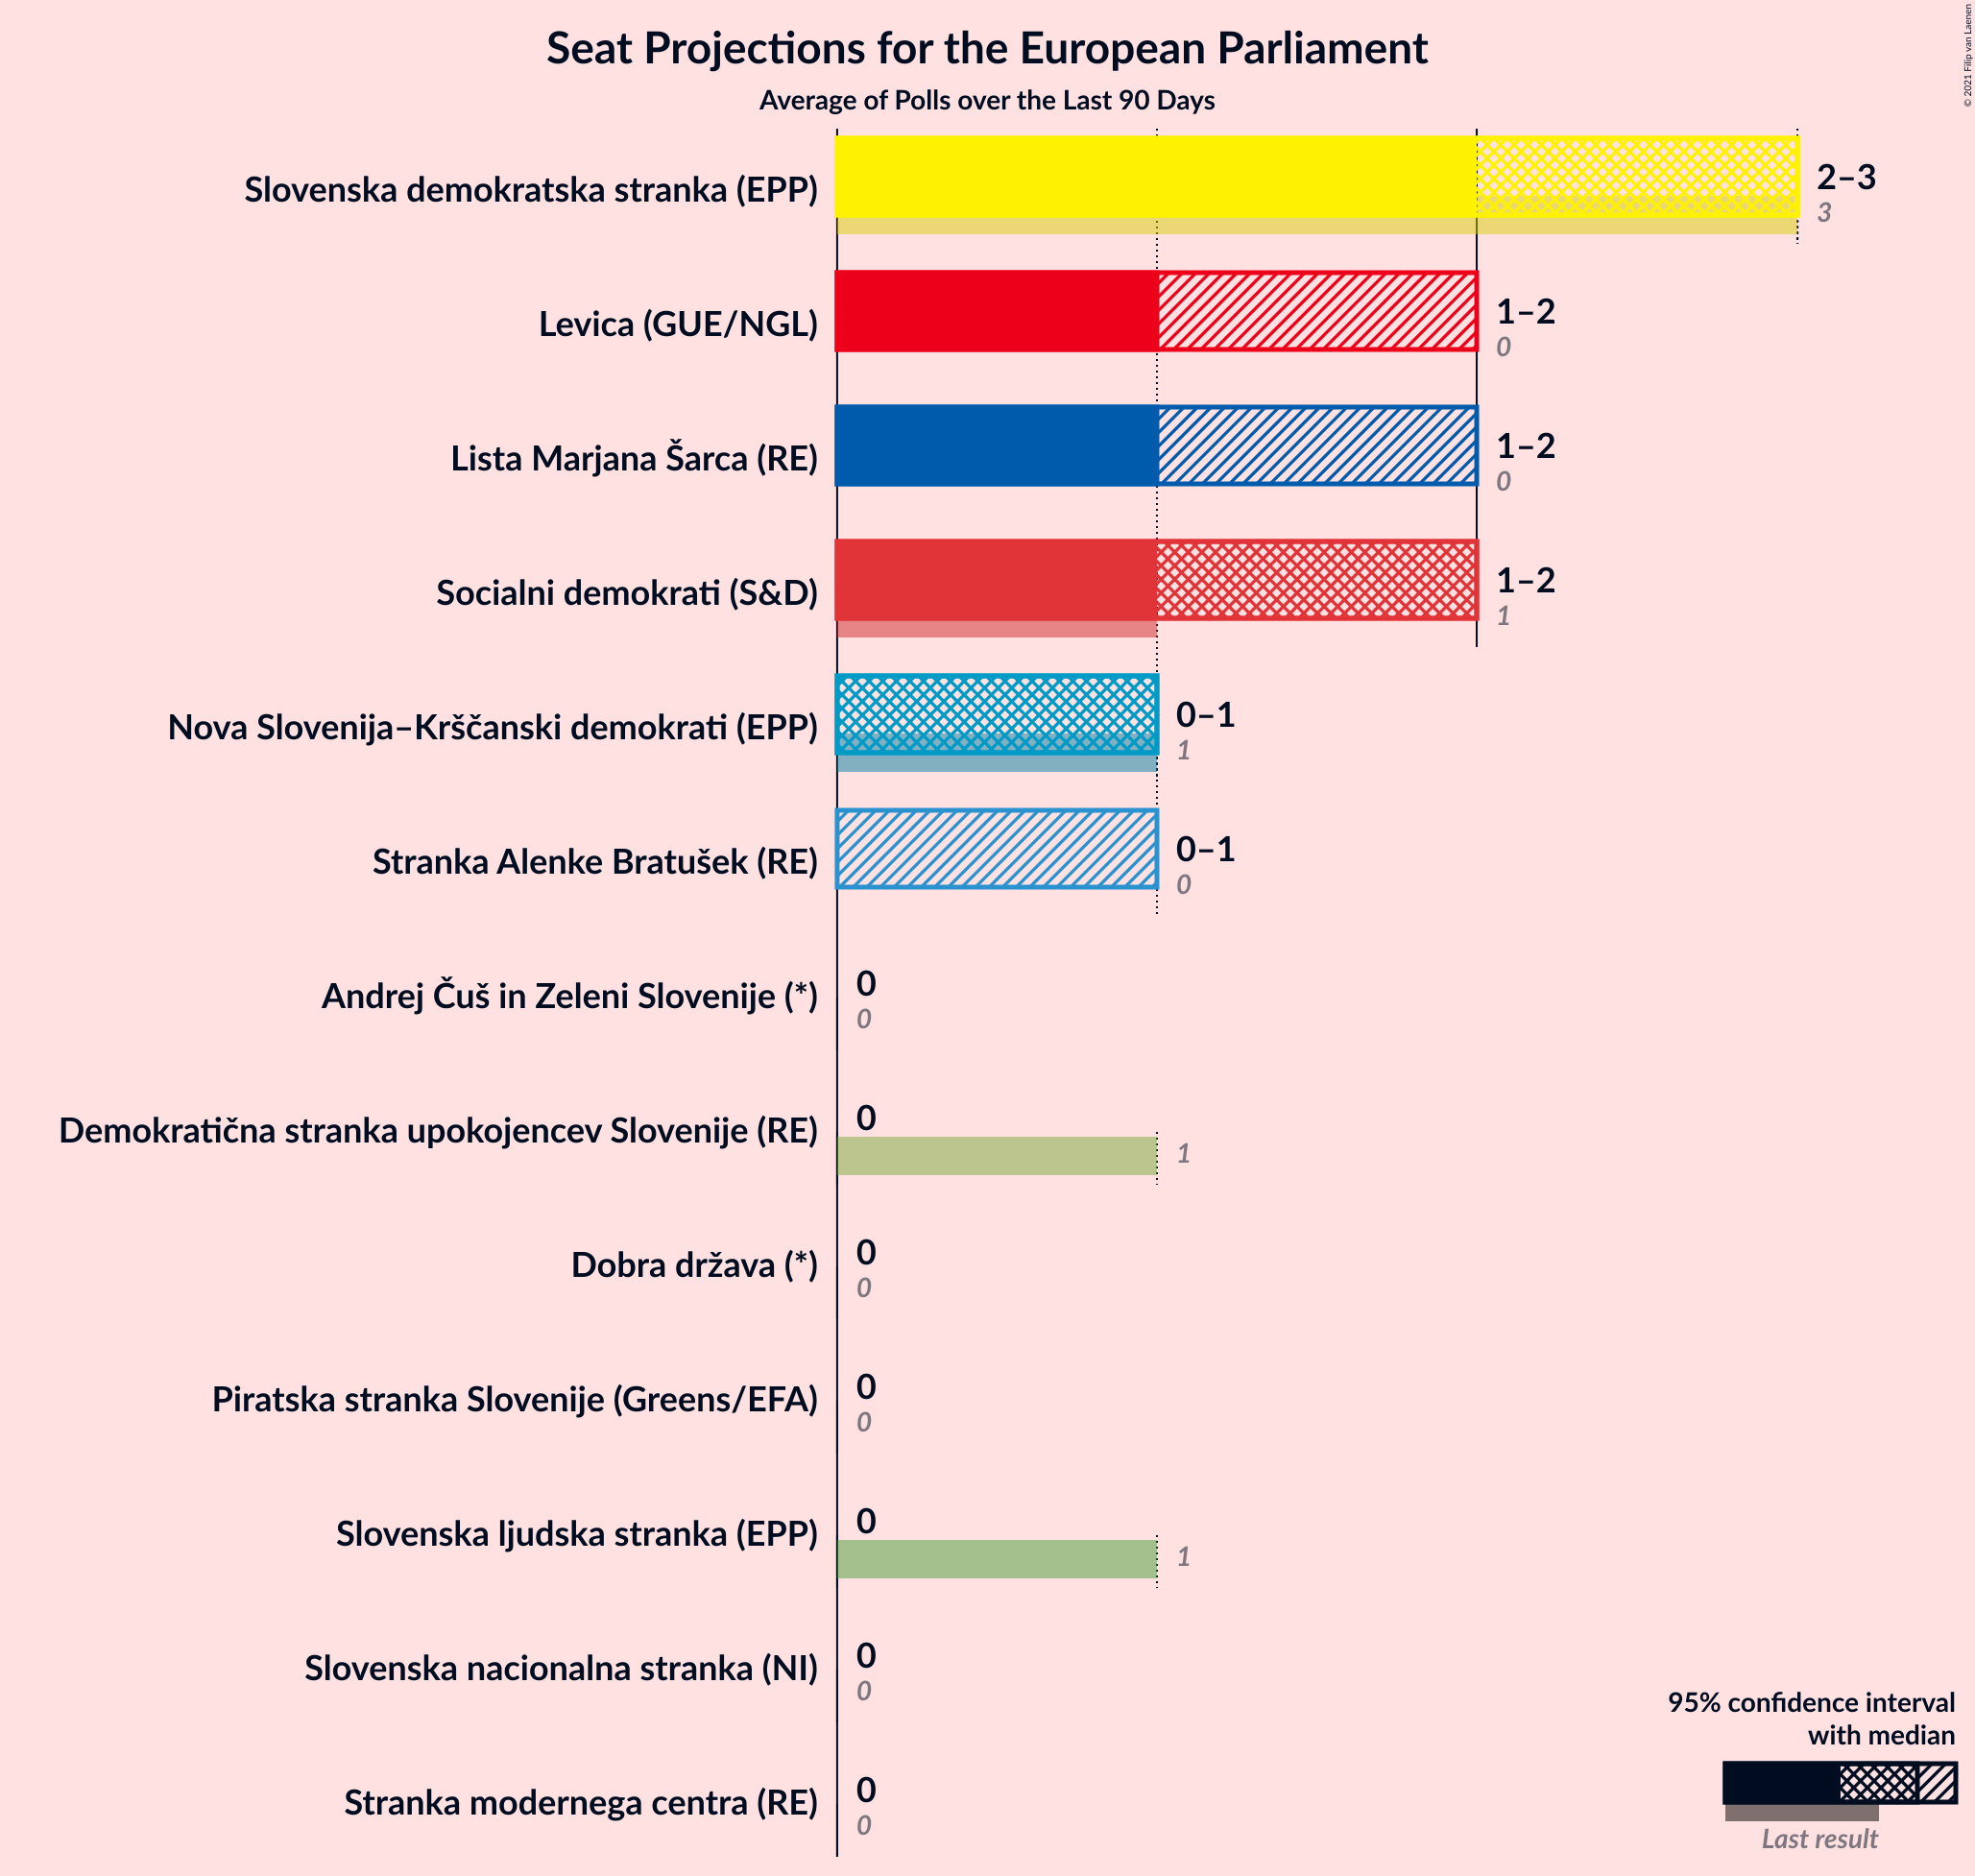 Seat Projections for the European Parliament
Average of Polls over the Last 90 Days
© 2021 Filip van Laenen
Slovenska demokratska stranka (EPP)
2–3
3
Levica (GUE/NGL)
1–2
0
Lista Marjana Šarca (RE)
1–2
0
Socialni demokrati (S&D)
1–2
1
Nova Slovenija–Krščanski demokrati (EPP)
0–1
1
Stranka Alenke Bratušek (RE)
0–1
0
Andrej Čuš in Zeleni Slovenije (*)
0
0
Demokratična stranka upokojencev Slovenije (RE)
0
1
Dobra država (*)
0
0
Piratska stranka Slovenije (Greens/EFA)
0
0
Slovenska ljudska stranka (EPP)
0
1
Slovenska nacionalna stranka (NI)
0
0
Stranka modernega centra (RE)
0
0
95% confidence interval
with median
Last result